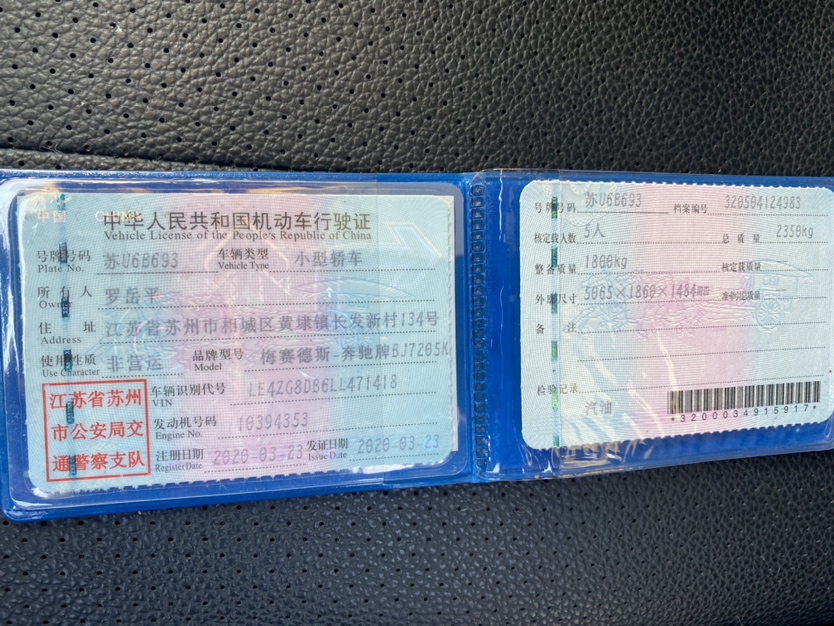 中国 CHINA
中华人民共和国机动车行驶证
Vehicle License of the People's Republic of China
号牌号码 苏U6B693 车辆类型 小型轿车
Plate No. Vehicle Type
所有人 罗岳平
Owner
住址 江苏省苏州市相城区黄埭镇长发新村134号
Address
使用性质 非营运 品牌型号 梅赛德斯-奔驰牌BJ7205K
Use Character Model
江苏省苏州
市公安局交
通警察支队
车辆识别代号 LE4ZG8DB6LL471418
VIN
发动机号码 10394353
Engine No.
注册日期 2020-03-23 发证日期 2020-03-23
Register Date Issue Date
号牌号码 苏U6B693 档案编号 320504124983
核定载人数 5人 总质量 2350kg
整备质量 1800kg 核定载质量
外廓尺寸 5065×1860×1484mm 准牵引总质量 --
备注
检验记录
汽油
*3200034915917*